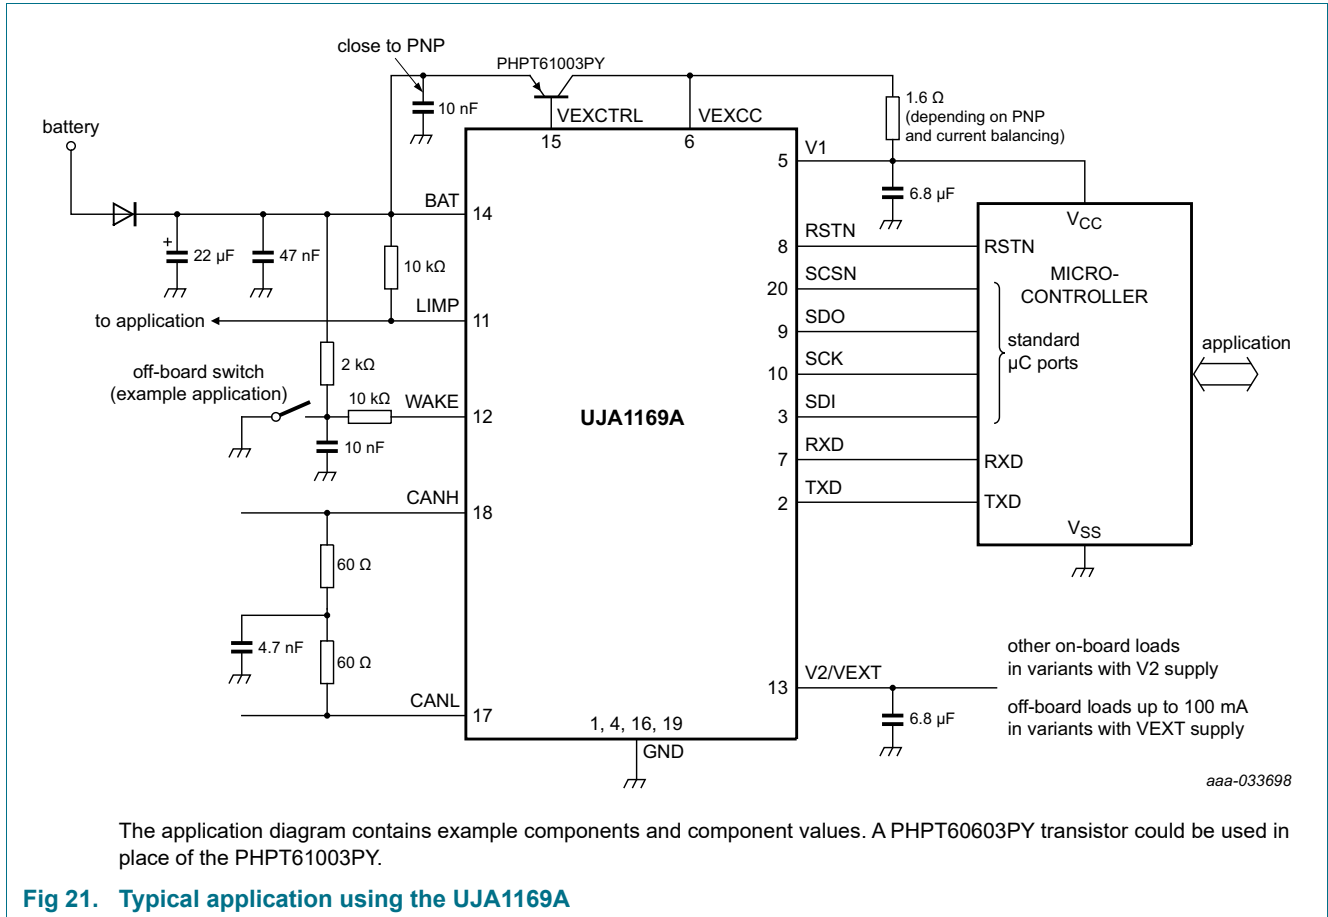 close to PNP
PHPT61003PY
10 nF
VEXCTRL
VEXCC
15
6
1.6 Ω
(depending on PNP
and current balancing)
battery
V1
5
6.8 μF
BAT
14
+
22 μF
47 nF
10 kΩ
VCC
RSTN
8
RSTN
MICRO-
CONTROLLER
SCSN
20
LIMP
to application
11
SDO
9
standard
μC ports
application
2 kΩ
SCK
10
off-board switch
(example application)
10 kΩ
WAKE
12
10 nF
UJA1169A
SDI
3
RXD
7
RXD
TXD
2
TXD
CANH
18
VSS
60 Ω
4.7 nF
60 Ω
CANL
17
V2/VEXT
13
6.8 μF
other on-board loads
in variants with V2 supply
off-board loads up to 100 mA
in variants with VEXT supply
1, 4, 16, 19
GND
aaa-033698
The application diagram contains example components and component values. A PHPT60603PY transistor could be used in
place of the PHPT61003PY.
Fig 21. Typical application using the UJA1169A